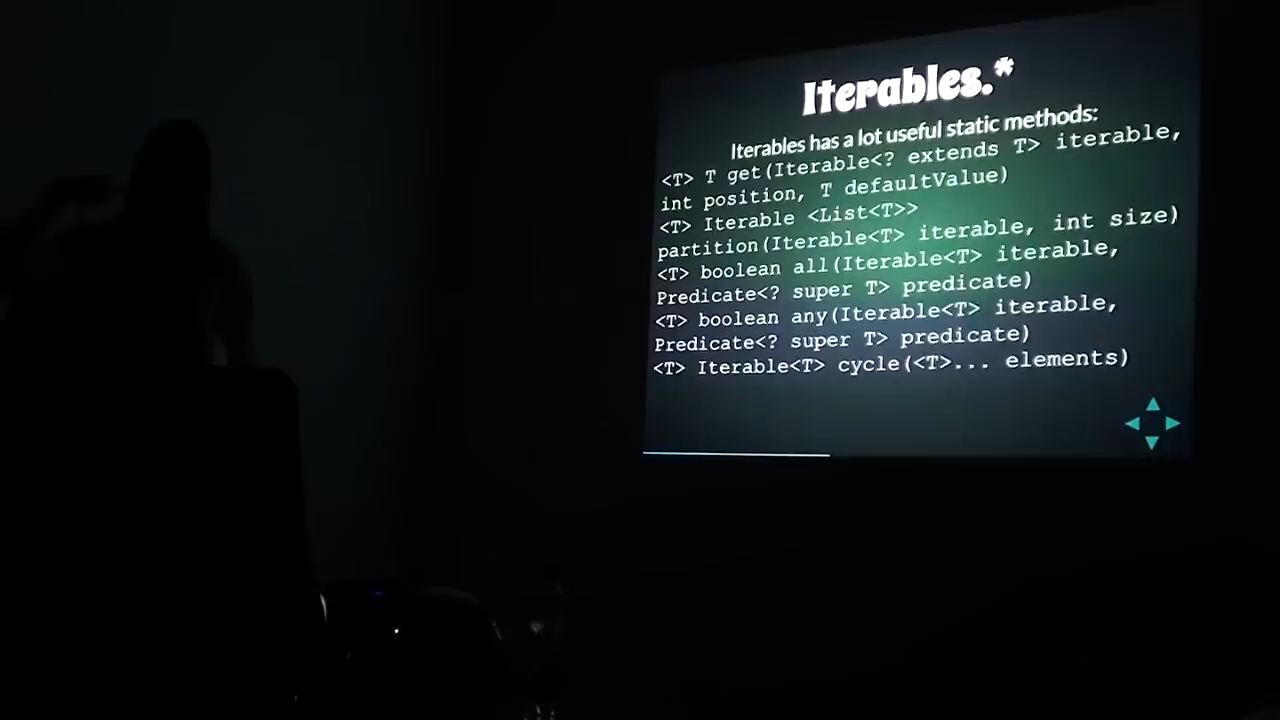 Iterables.*
Iterables has a lot useful static methods:
<T> T get(Iterable<? extends T> iterable,
int position, T defaultValue)
<T> Iterable <List<T>>
partition(Iterable<T> iterable, int size)
<T> boolean all(Iterable<T> iterable,
Predicate<? super T> predicate)
<T> boolean any(Iterable<T> iterable,
Predicate<? super T> predicate)
<T> Iterable<T> cycle(<T>... elements)